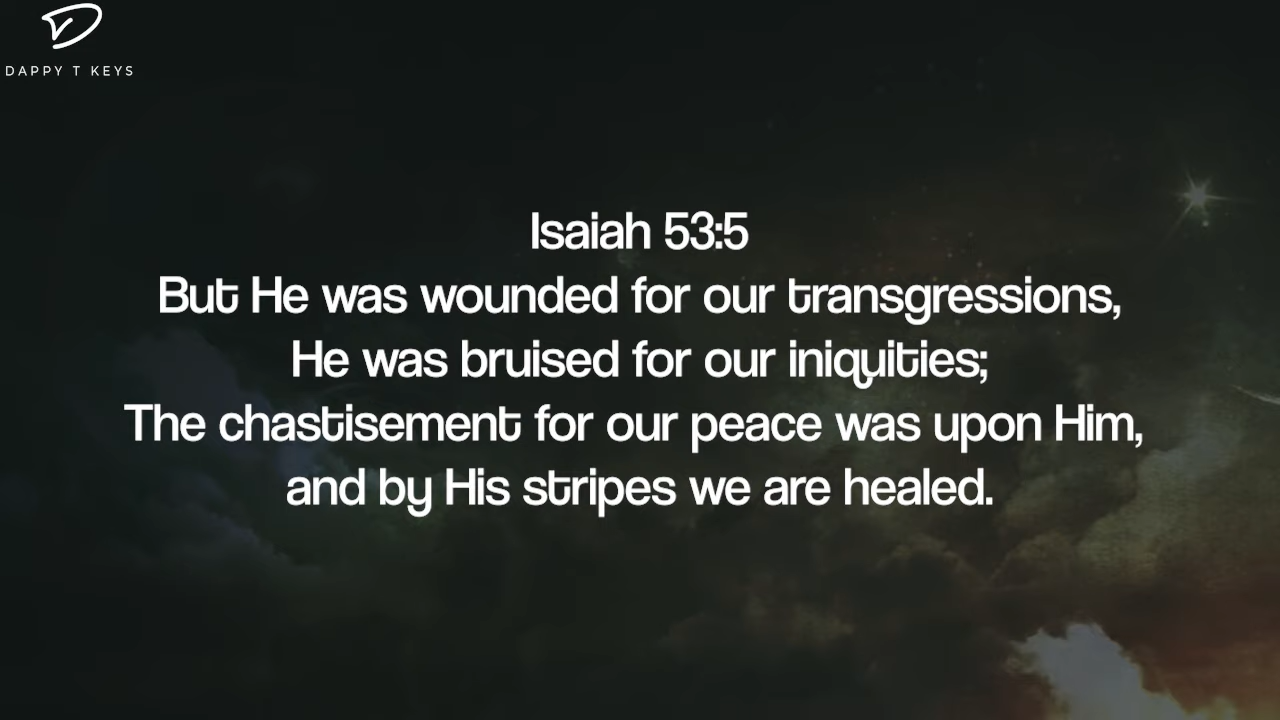 DAPPY T KEYS
Isaiah 53:5
But He was wounded for our transgressions,
He was bruised for our iniquities;
The chastisement for our peace was upon Him,
and by His stripes we are healed.